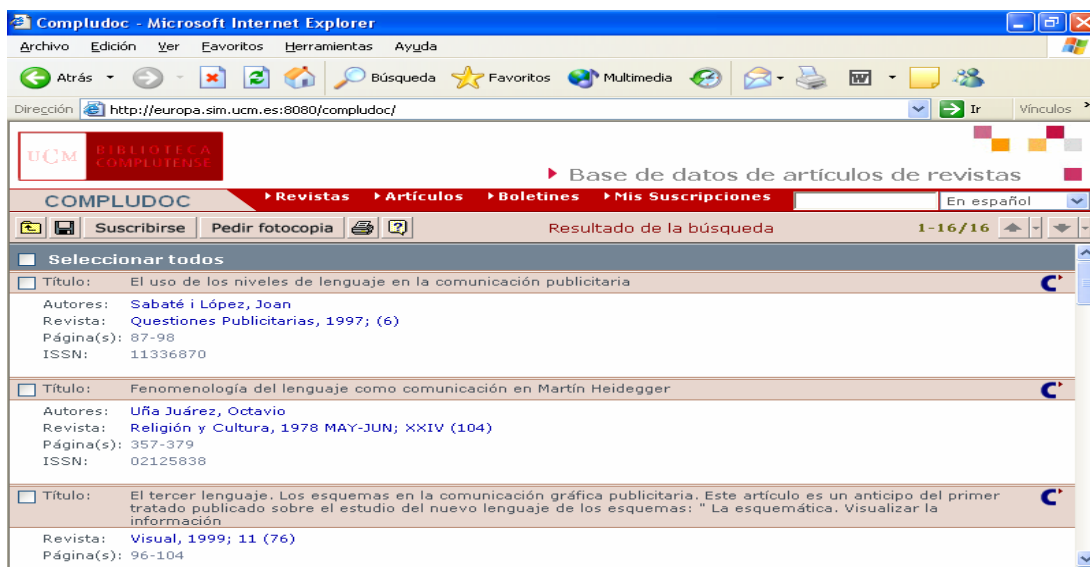 Compludoc - Microsoft Internet Explorer
Archivo Edición Ver Favoritos Herramientas Ayuda
Atrás Búsqueda Favoritos Multimedia
Dirección http://europa.sim.ucm.es:8080/compludoc/ Ir Vínculos
UCM BIBLIOTECA
COMPLUTENSE
Base de datos de artículos de revistas
COMPLUDOC Revistas Artículos Boletines Mis Suscripciones En español
Suscribirse Pedir fotocopia Resultado de la búsqueda 1-16/16
Seleccionar todos
Título: El uso de los niveles de lenguaje en la comunicación publicitaria
Autores: Sabaté i López, Joan
Revista: Questiones Publicitarias, 1997; (6)
Página(s): 87-98
ISSN: 11336870
Título: Fenomenología del lenguaje como comunicación en Martín Heidegger
Autores: Uña Juárez, Octavio
Revista: Religión y Cultura, 1978 MAY-JUN; XXIV (104)
Página(s): 357-379
ISSN: 02125838
Título: El tercer lenguaje. Los esquemas en la comunicación gráfica publicitaria. Este artículo es un anticipo del primer
tratado publicado sobre el estudio del nuevo lenguaje de los esquemas: " La esquemática. Visualizar la
información
Revista: Visual, 1999; 11 (76)
Página(s): 96-104